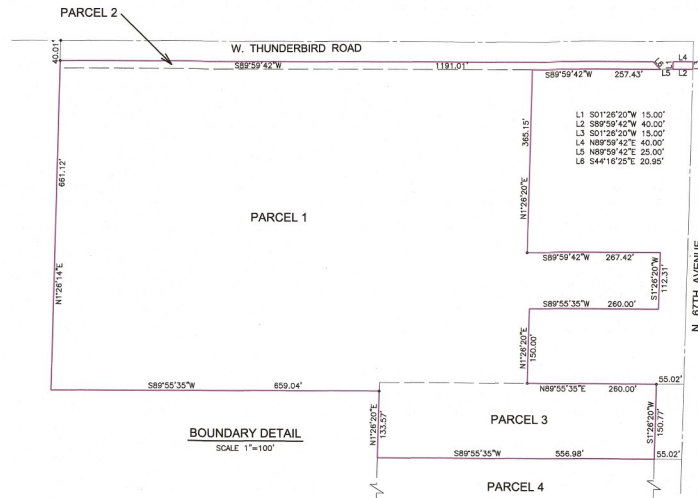 PARCEL 2
40.01'
W. THUNDERBIRD ROAD
S89°59'42"W 1191.01'
L6
L1
L4
L5 L2
S89°59'42"W 257.43'
L1 S01°26'20"W 15.00'
L2 S89°59'42"W 40.00'
L3 S01°26'20"W 15.00'
L4 N89°59'42"E 40.00'
L5 N89°59'42"E 25.00'
L6 S44°16'25"E 20.95'
661.12'
N1°26'14"E
365.15'
N1°26'20"E
PARCEL 1
N. 67TH AVENUE
S89°59'42"W 267.42'
S1°26'20"W
112.31'
S89°55'35"W 260.00'
N1°26'20"E
150.00'
S89°55'35"W 659.04'
N89°55'35"E 260.00'
55.02'
N1°26'20"E
133.57'
PARCEL 3
S1°26'20"W
150.77'
BOUNDARY DETAIL
SCALE 1"=100'
S89°55'35"W 556.98'
55.02'
PARCEL 4